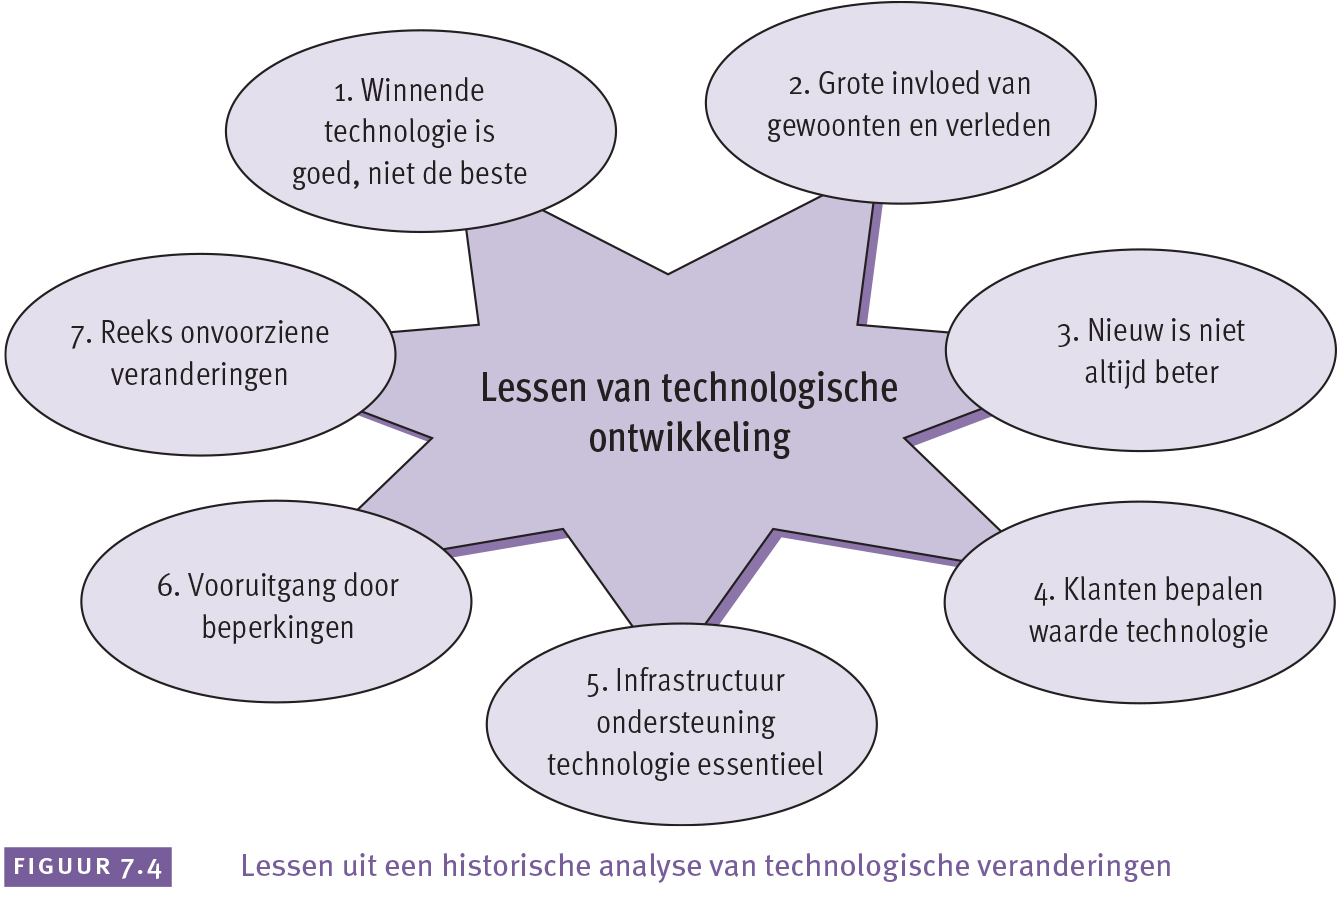 1. Winnende
technologie is
goed, niet de beste
2. Grote invloed van
gewoonten en verleden
3. Nieuw is niet
altijd beter
4. Klanten bepalen
waarde technologie
5. Infrastructuur
ondersteuning
technologie essentieel
6. Vooruitgang door
beperkingen
7. Reeks onvoorziene
veranderingen
Lessen van technologische
ontwikkeling
FIGUUR 7.4
Lessen uit een historische analyse van technologische veranderingen